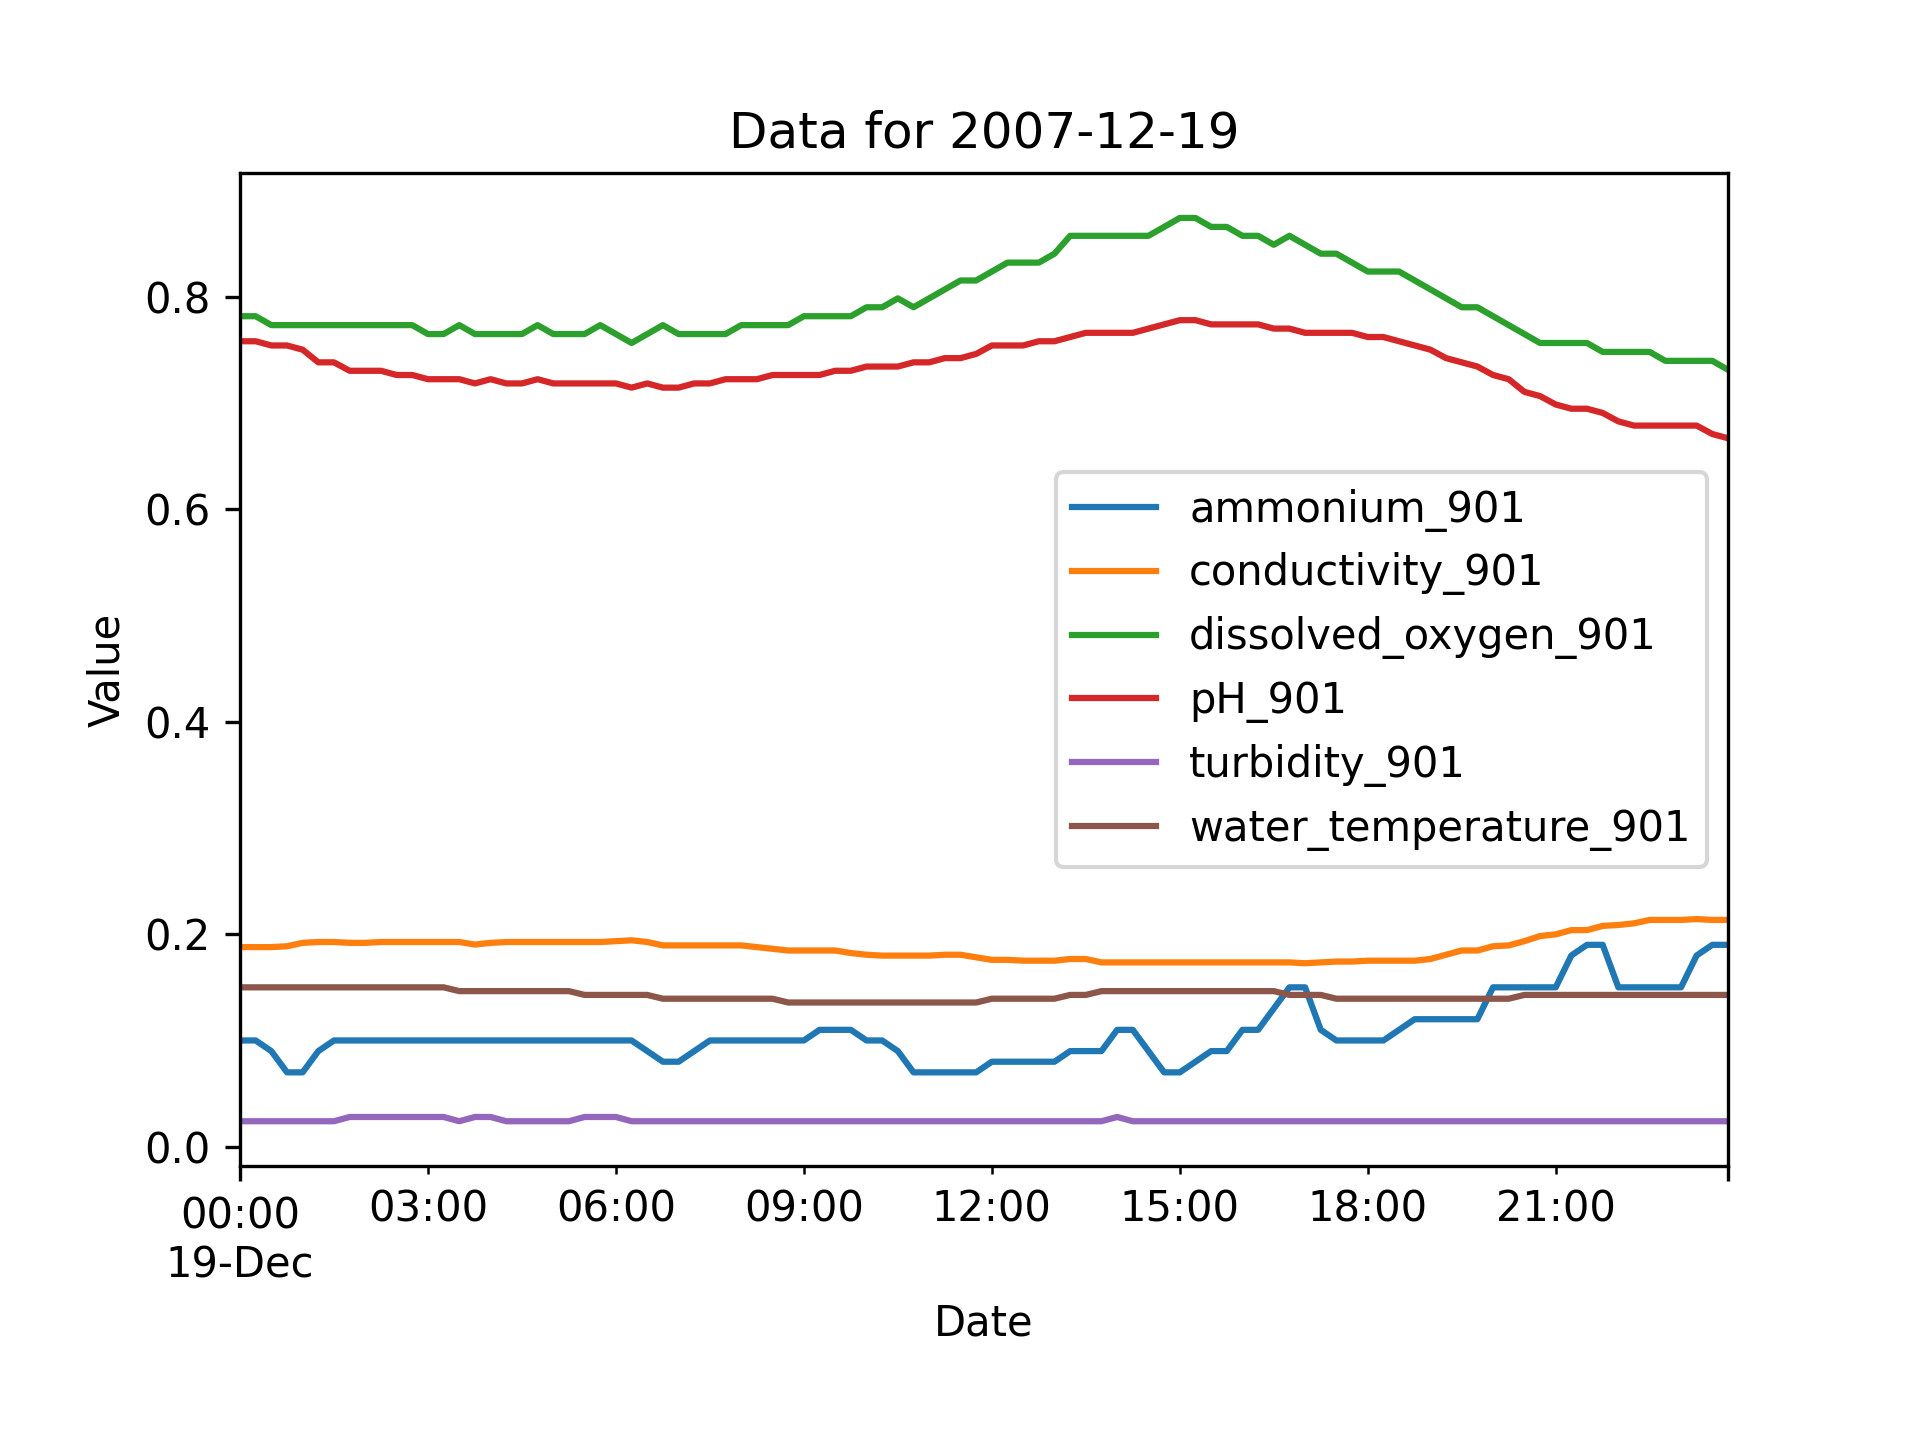 Data for 2007-12-19
Value
0.8
0.6
0.4
0.2
0.0
ammonium_901
conductivity_901
dissolved_oxygen_901
pH_901
turbidity_901
water_temperature_901
00:00 03:00 06:00 09:00 12:00 15:00 18:00 21:00
19-Dec
Date